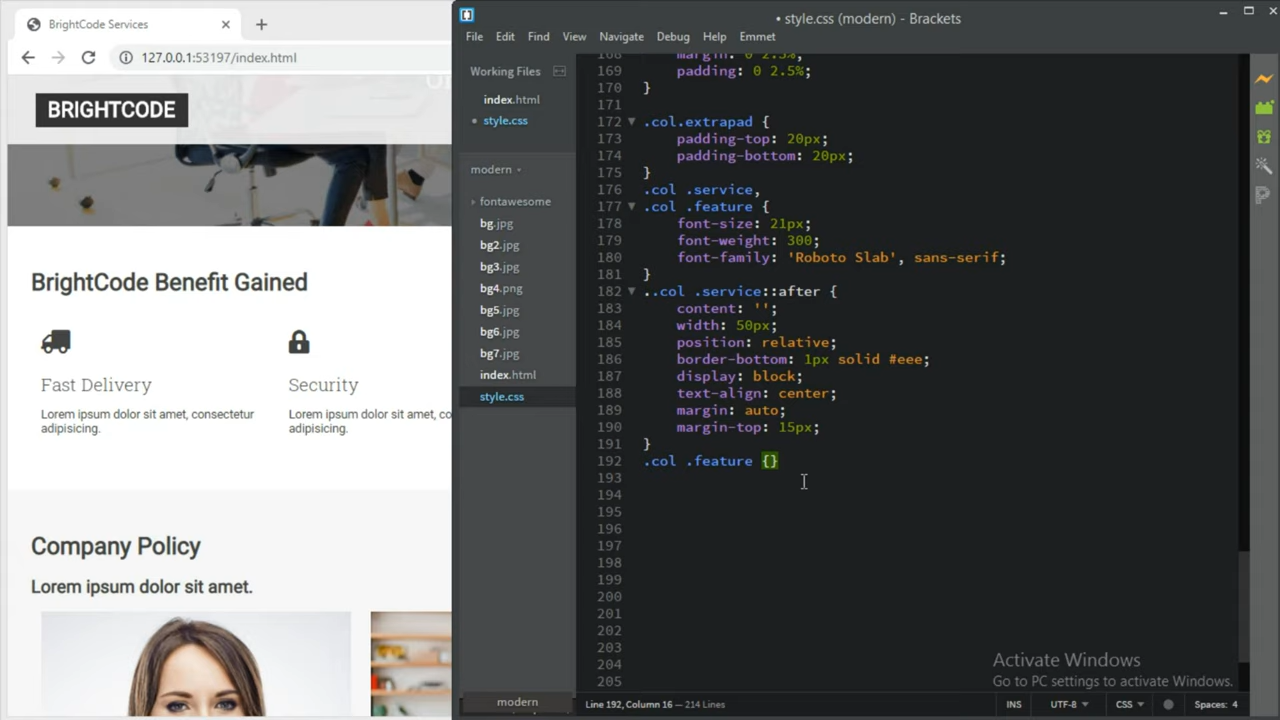 BrightCode Services
127.0.0.1:53197/index.html
BRIGHTCODE
BrightCode Benefit Gained
Fast Delivery
Lorem ipsum dolor sit amet, consectetur
adipisicing.
Security
Lorem ipsum dolor sit amet, co
adipisicing.
Company Policy
Lorem ipsum dolor sit amet.
• style.css (modern) - Brackets
File Edit Find View Navigate Debug Help Emmet
Working Files
index.html
• style.css
modern
fontawesome
bg.jpg
bg2.jpg
bg3.jpg
bg4.png
bg5.jpg
bg6.jpg
bg7.jpg
index.html
style.css
modern
168 margin: 0 2.5%;
169 padding: 0 2.5%;
170 }
171
172 .col.extrapad {
173 padding-top: 20px;
174 padding-bottom: 20px;
175 }
176 .col .service,
177 .col .feature {
178 font-size: 21px;
179 font-weight: 300;
180 font-family: 'Roboto Slab', sans-serif;
181 }
182 ..col .service::after {
183 content: '';
184 width: 50px;
185 position: relative;
186 border-bottom: 1px solid #eee;
187 display: block;
188 text-align: center;
189 margin: auto;
190 margin-top: 15px;
191 }
192 .col .feature {}
193
194
195
196
197
198
199
200
201
202
203
204
205
Activate Windows
Go to PC settings to activate Windows.
Line 192, Column 16 — 214 Lines
INS UTF-8 CSS Spaces: 4